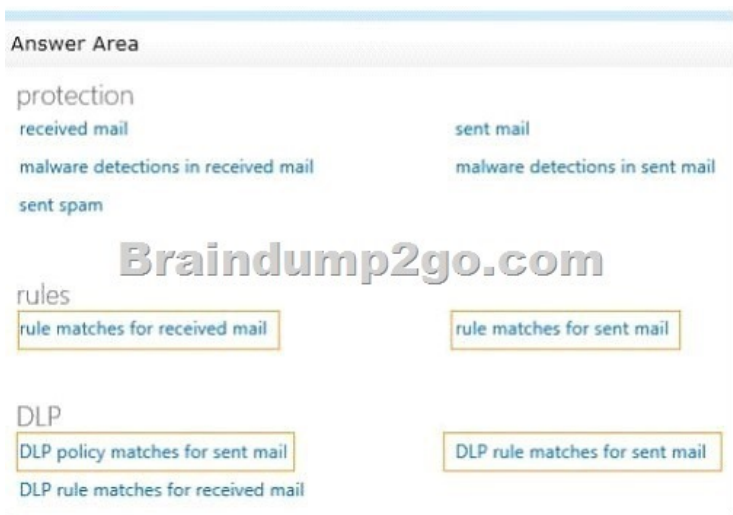 Answer Area
protection
received mail
sent mail
malware detections in received mail
malware detections in sent mail
sent spam
Braindump2go.com
rules
rule matches for received mail
rule matches for sent mail
DLP
DLP policy matches for sent mail
DLP rule matches for sent mail
DLP rule matches for received mail